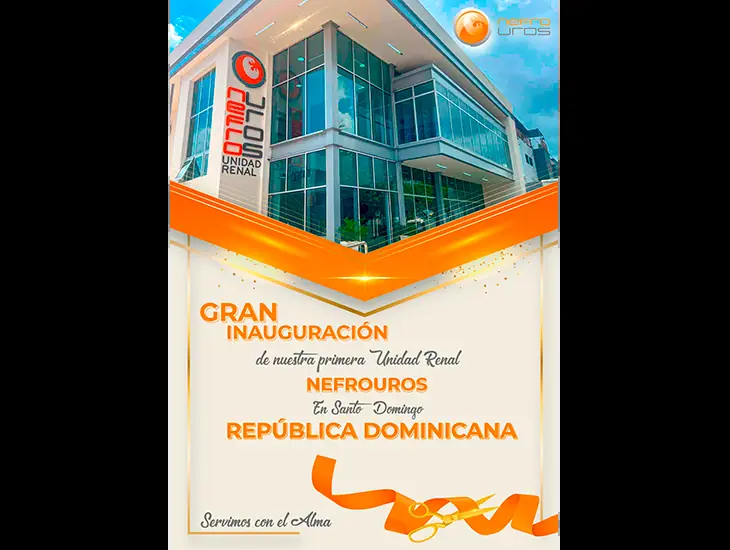 nefro
uros
nefro
uros
UNIDAD
RENAL
GRAN
INAUGURACIÓN
de nuestra primera Unidad Renal
NEFROUROS
En Santo Domingo
REPÚBLICA DOMINICANA
Servimos con el Alma